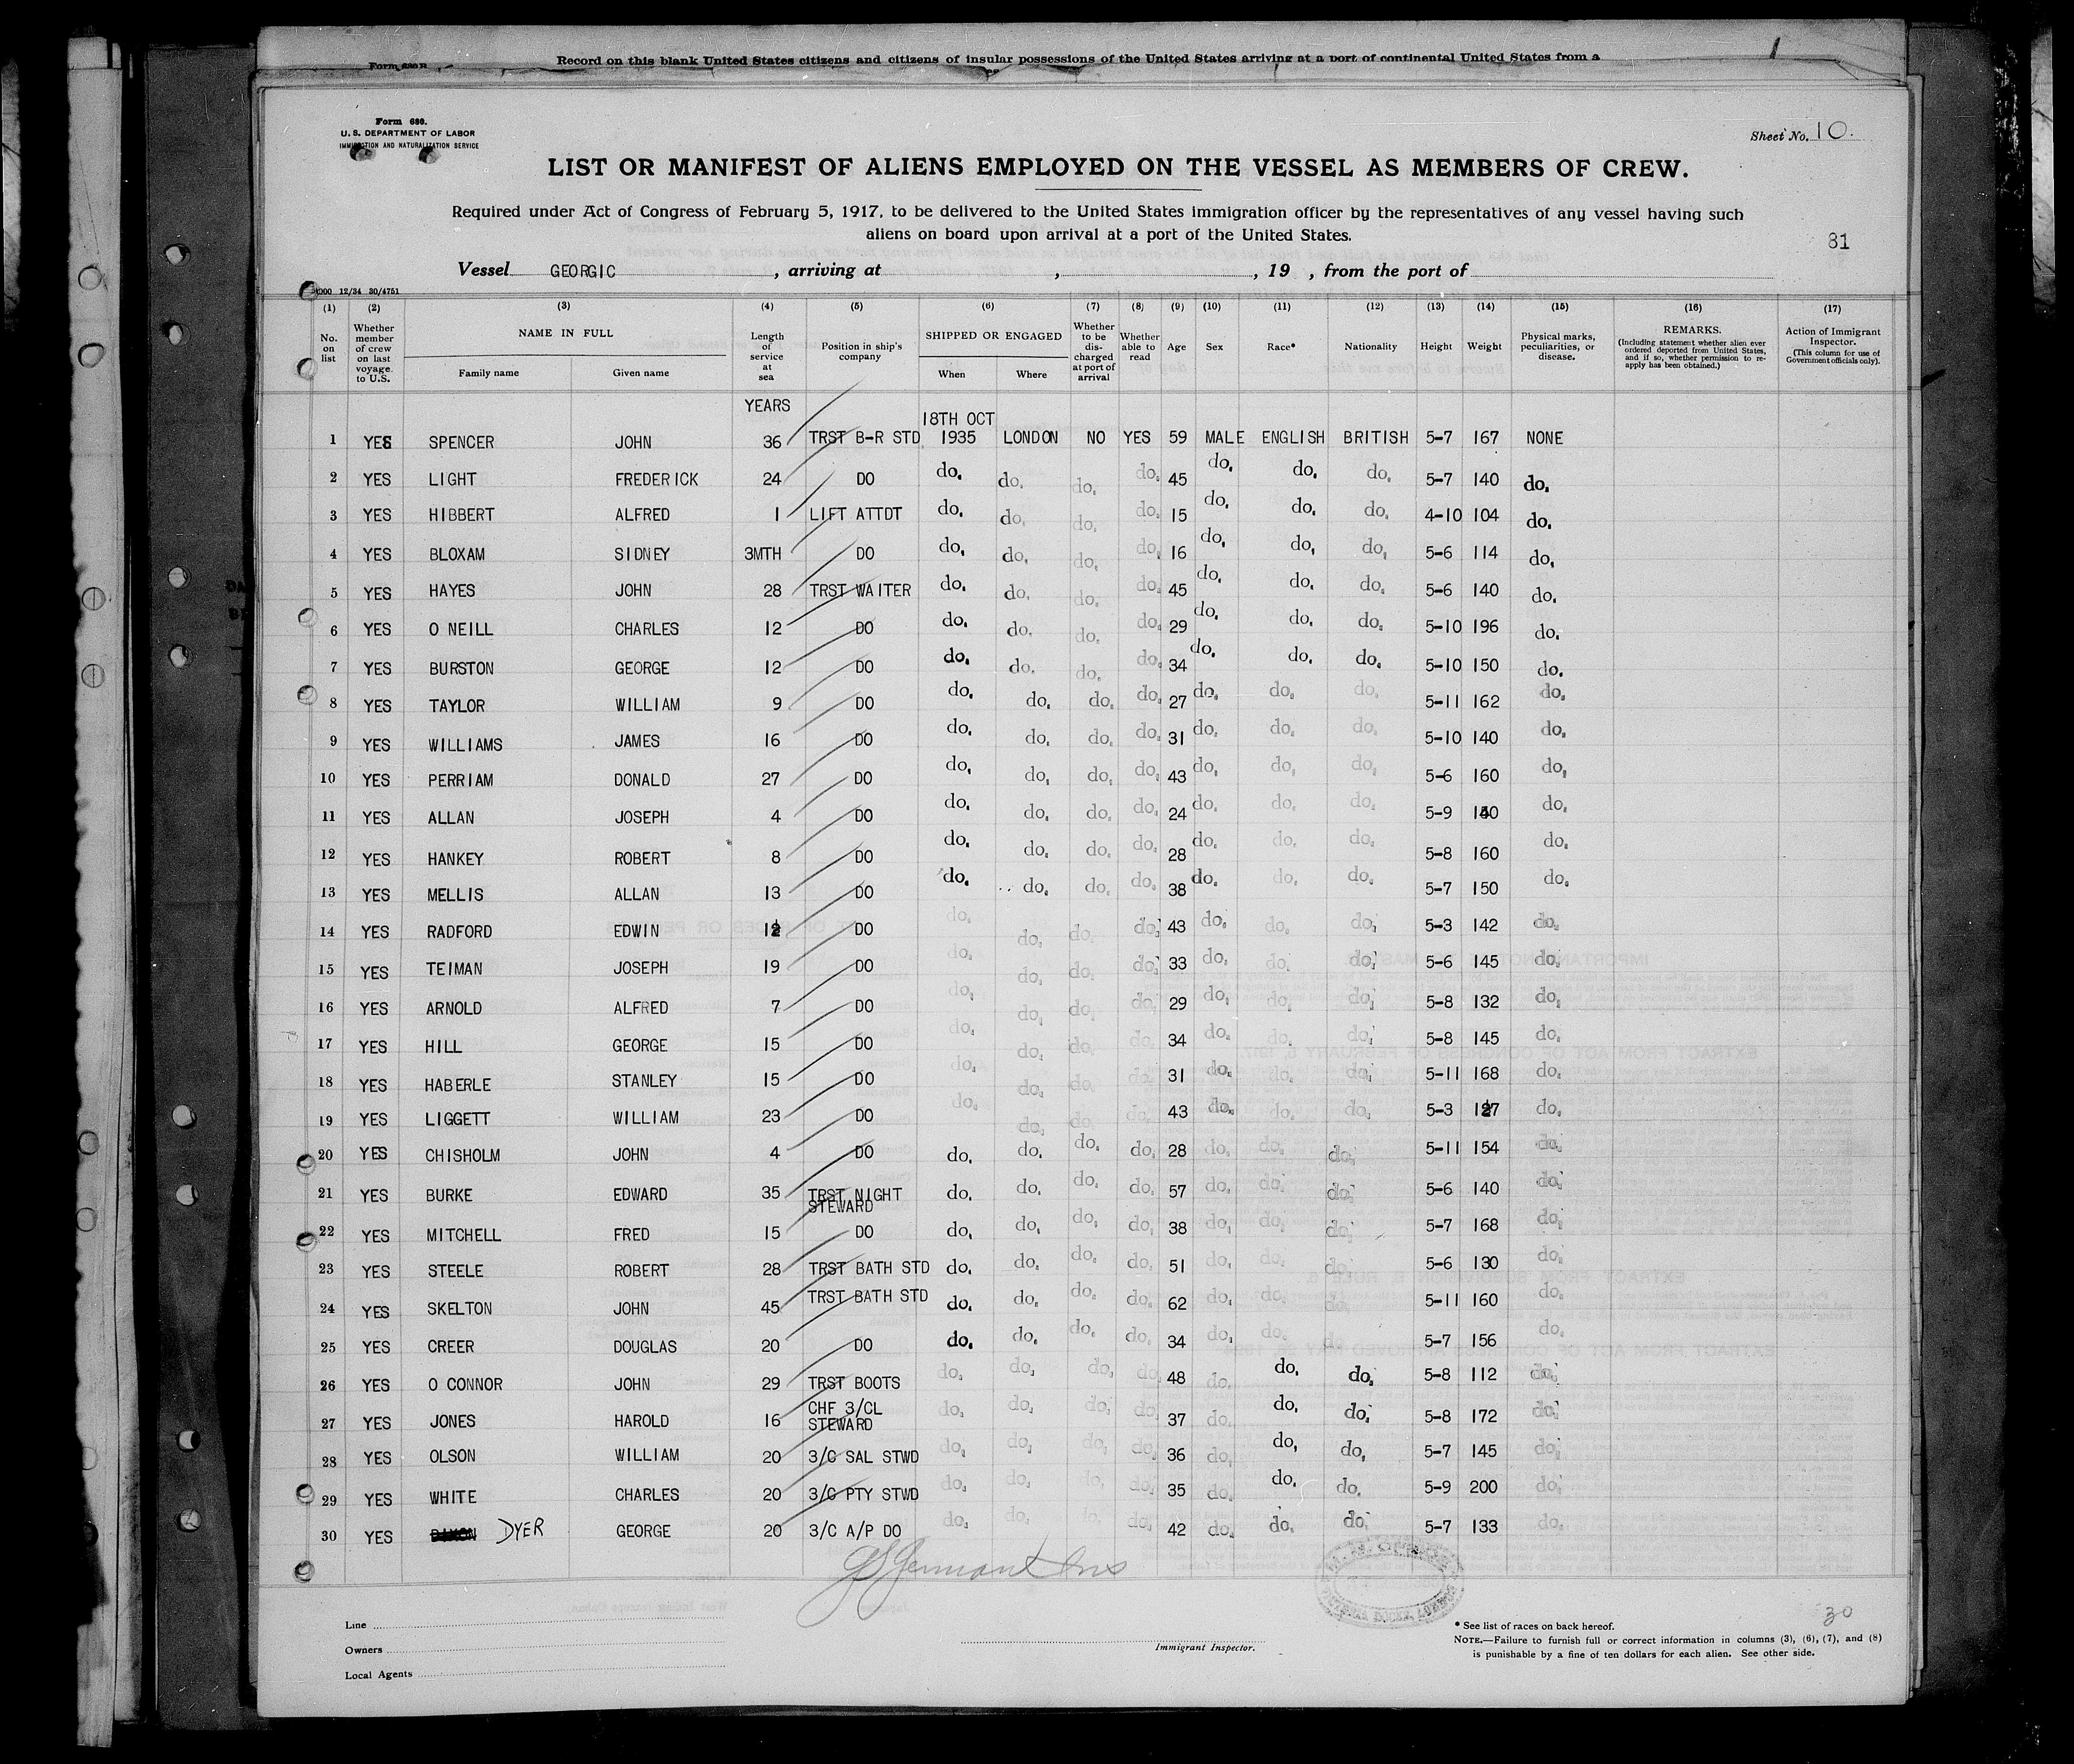 Record on this blank United States citizens and citizens of insular possessions of the United States arriving at a port of continental United States from a
Form 680.
U. S. DEPARTMENT OF LABOR
IMMIGRATION AND NATURALIZATION SERVICE
Sheet No. 10.
LIST OR MANIFEST OF ALIENS EMPLOYED ON THE VESSEL AS MEMBERS OF CREW.
Required under Act of Congress of February 5, 1917, to be delivered to the United States immigration officer by the representatives of any vessel having such
aliens on board upon arrival at a port of the United States.
81
Vessel GEORGIC , arriving at , , 19 , from the port of
12/34 30/4751
(1) (2) (3) (4) (5) (6) (7) (8) (9) (10) (11) (12) (13) (14) (15) (16) (17)
No. on list Whether member of crew on last voyage to U.S. NAME IN FULL Family name Given name Length of service at sea Position in ship's company SHIPPED OR ENGAGED When Where Whether to be discharged at port of arrival Whether able to read Age Sex Race* Nationality Height Weight Physical marks, peculiarities, or disease. REMARKS. (Including statement whether alien ever ordered deported from United States, and if so, whether permission to reapply has been obtained.) Action of Immigrant Inspector. (This column for use of Government officials only).
YEARS
18TH OCT
1 YES SPENCER JOHN 36 TRST B-R STD 1935 LONDON NO YES 59 MALE ENGLISH BRITISH 5-7 167 NONE
2 YES LIGHT FREDERICK 24 DO do. do. do. do. 45 do. do. do. 5-7 140 do.
3 YES HIBBERT ALFRED 1 LIFT ATTDT do. do. do. do. 15 do. do. do. 4-10 104 do.
4 YES BLOXAM SIDNEY 3MTH DO do. do. do. do. 16 do. do. do. 5-6 114 do.
5 YES HAYES JOHN 28 TRST WAITER do. do. do. do. 45 do. do. do. 5-6 140 do.
6 YES O NEILL CHARLES 12 DO do. do. do. do. 29 do. do. do. 5-10 196 do.
7 YES BURSTON GEORGE 12 DO do. do. do. do. 34 do. do. do. 5-10 150 do.
8 YES TAYLOR WILLIAM 9 DO do. do. do. do. 27 do. do. do. 5-11 162 do.
9 YES WILLIAMS JAMES 16 DO do. do. do. do. 31 do. do. do. 5-10 140 do.
10 YES PERRIAM DONALD 27 DO do. do. do. do. 43 do. do. do. 5-6 160 do.
11 YES ALLAN JOSEPH 4 DO do. do. do. do. 24 do. do. do. 5-9 do.
12 YES HANKEY ROBERT 8 DO do. do. do. do. 28 do. do. do. 5-8 160 do.
13 YES MELLIS ALLAN 13 DO do. do. do. do. 38 do. do. do. 5-7 150 do.
14 YES RADFORD EDWIN DO do. do. do. do. 43 do. do. do. 5-3 142 do.
15 YES TEIMAN JOSEPH 19 DO do. do. do. do. 33 do. do. do. 5-6 145 do.
16 YES ARNOLD ALFRED 7 DO do. do. do. do. 29 do. do. do. 5-8 132 do.
17 YES HILL GEORGE 15 DO do. do. do. do. 34 do. do. do. 5-8 145 do.
18 YES HABERLE STANLEY 15 DO do. do. do. do. 31 do. do. do. 5-11 168 do.
19 YES LIGGETT WILLIAM 23 DO do. do. do. do. 43 do. do. do. 5-3 do.
20 YES CHISHOLM JOHN 4 DO do. do. do. do. 28 do. do. do. 5-11 154 do.
21 YES BURKE EDWARD 35 TRST NIGHT STEWARD do. do. do. do. 57 do. do. do. 5-6 140 do.
22 YES MITCHELL FRED 15 DO do. do. do. do. 38 do. do. do. 5-7 168 do.
23 YES STEELE ROBERT 28 TRST BATH STD do. do. do. do. 51 do. do. do. 5-6 130 do.
24 YES SKELTON JOHN 45 TRST BATH STD do. do. do. do. 62 do. do. do. 5-11 160 do.
25 YES CREER DOUGLAS 20 DO do. do. do. do. 34 do. do. do. 5-7 156 do.
26 YES O CONNOR JOHN 29 TRST BOOTS do. do. do. do. 48 do. do. do. 5-8 112 do.
27 YES JONES HAROLD 16 CHF 3/CL STEWARD do. do. do. do. 37 do. do. do. 5-8 172 do.
28 YES OLSON WILLIAM 20 3/C SAL STWD do. do. do. do. 36 do. do. do. 5-7 145 do.
29 YES WHITE CHARLES 20 3/C PTY STWD do. do. do. do. 35 do. do. do. 5-9 200 do.
30 YES DYER GEORGE 20 3/C A/P DO do. do. do. do. 42 do. do. do. 5-7 133 do.
Line
Owners
Local Agents
Immigrant Inspector.
30
* See list of races on back hereof.
NOTE.—Failure to furnish full or correct information in columns (3), (6), (7), and (8)
is punishable by a fine of ten dollars for each alien. See other side.